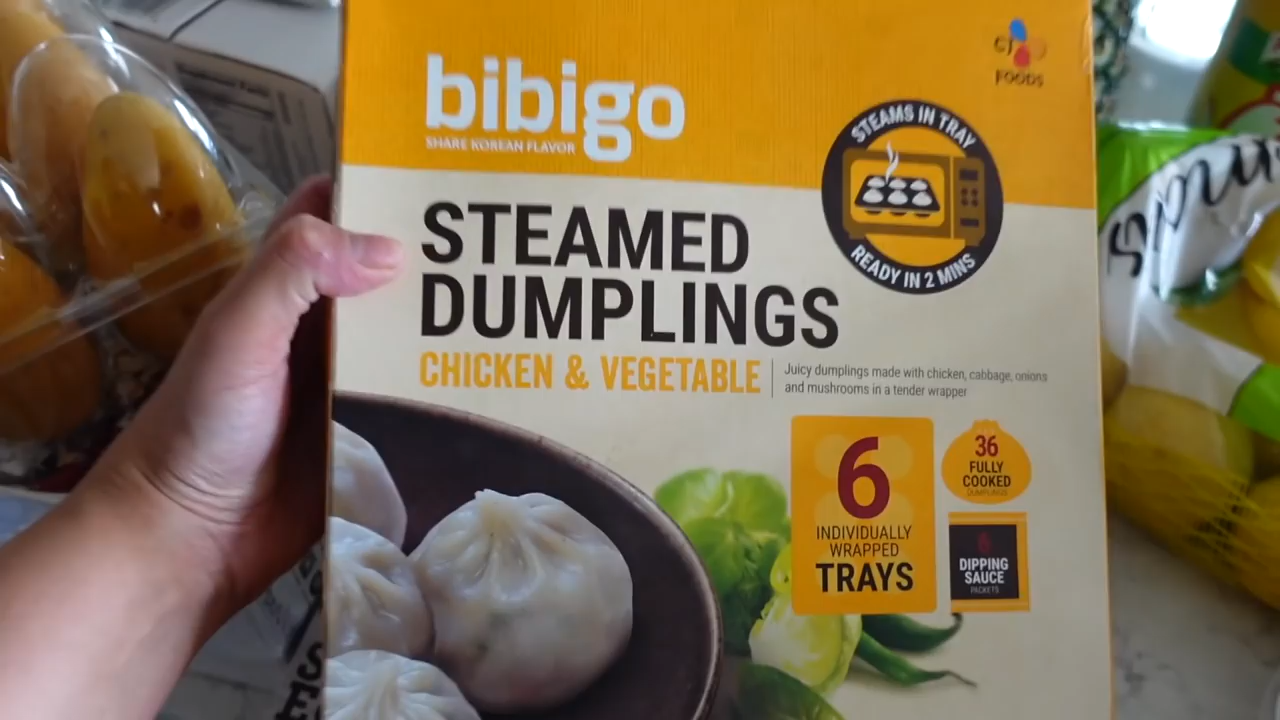 bibigo
SHARE KOREAN FLAVOR
CJ
FOODS
STEAMS IN TRAY
READY IN 2 MINS
STEAMED
DUMPLINGS
CHICKEN & VEGETABLE
Juicy dumplings made with chicken, cabbage, onions
and mushrooms in a tender wrapper
6
INDIVIDUALLY
WRAPPED
TRAYS
36
FULLY
COOKED
DUMPLINGS
DIPPING
SAUCE
PACKETS